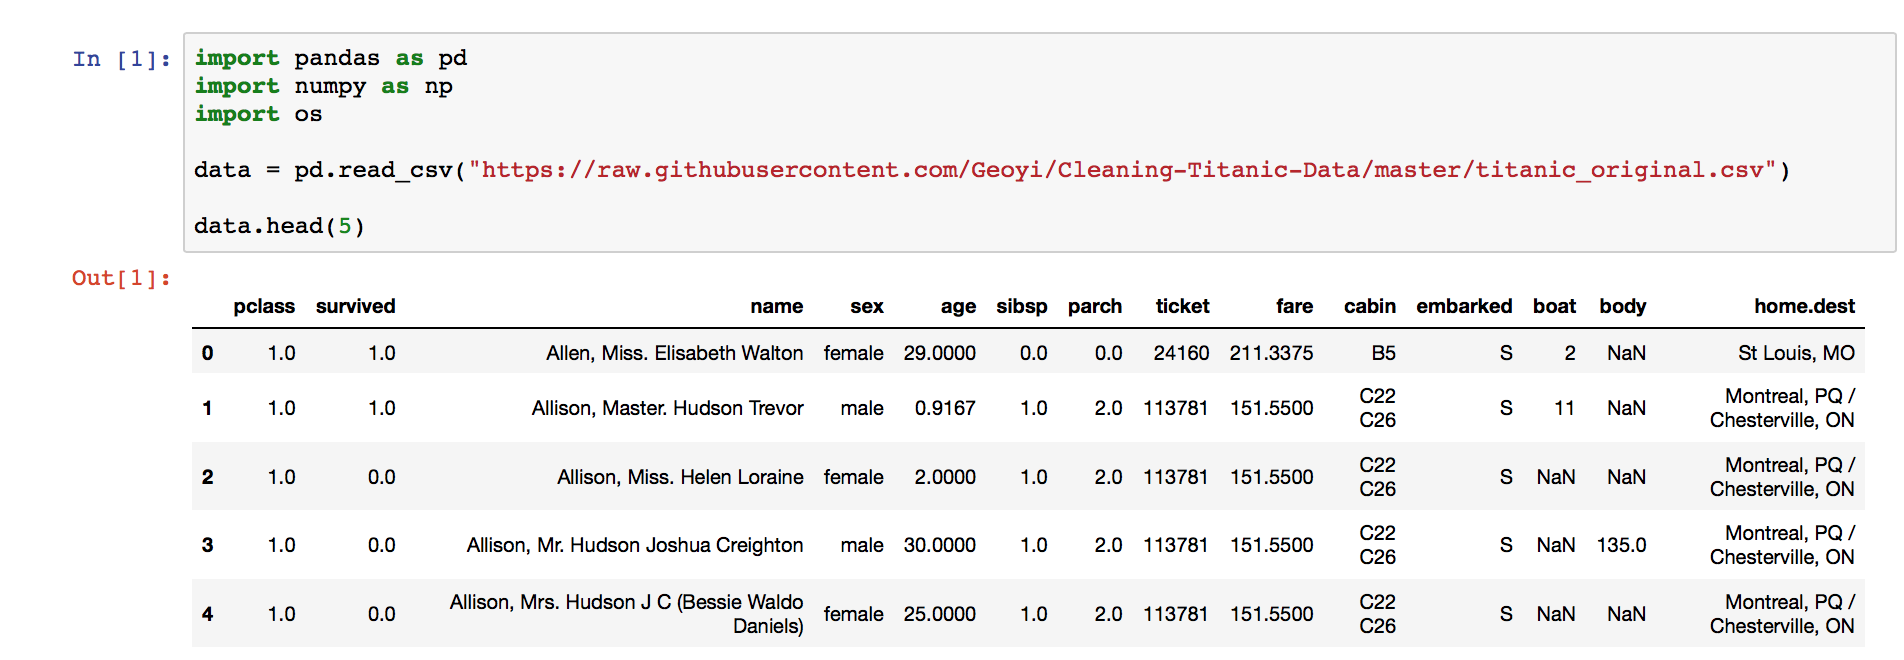 In [1]: import pandas as pd
import numpy as np
import os
data = pd.read_csv("https://raw.githubusercontent.com/Geoyi/Cleaning-Titanic-Data/master/titanic_original.csv")
data.head(5)
Out[1]:
pclass survived name sex age sibsp parch ticket fare cabin embarked boat body home.dest
0 1.0 1.0 Allen, Miss. Elisabeth Walton female 29.0000 0.0 0.0 24160 211.3375 B5 S 2 NaN St Louis, MO
1 1.0 1.0 Allison, Master. Hudson Trevor male 0.9167 1.0 2.0 113781 151.5500 C22 C26 S 11 NaN Montreal, PQ / Chesterville, ON
2 1.0 0.0 Allison, Miss. Helen Loraine female 2.0000 1.0 2.0 113781 151.5500 C22 C26 S NaN NaN Montreal, PQ / Chesterville, ON
3 1.0 0.0 Allison, Mr. Hudson Joshua Creighton male 30.0000 1.0 2.0 113781 151.5500 C22 C26 S NaN 135.0 Montreal, PQ / Chesterville, ON
4 1.0 0.0 Allison, Mrs. Hudson J C (Bessie Waldo Daniels) female 25.0000 1.0 2.0 113781 151.5500 C22 C26 S NaN NaN Montreal, PQ / Chesterville, ON